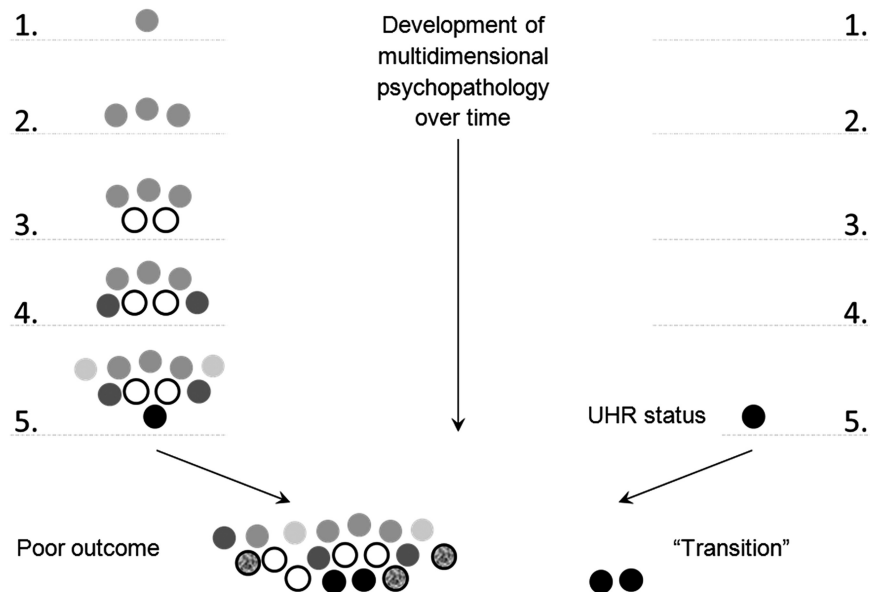 1.
Development of
multidimensional
psychopathology
over time
1.
2.
2.
3.
3.
4.
4.
5.
UHR status
5.
Poor outcome
“Transition”